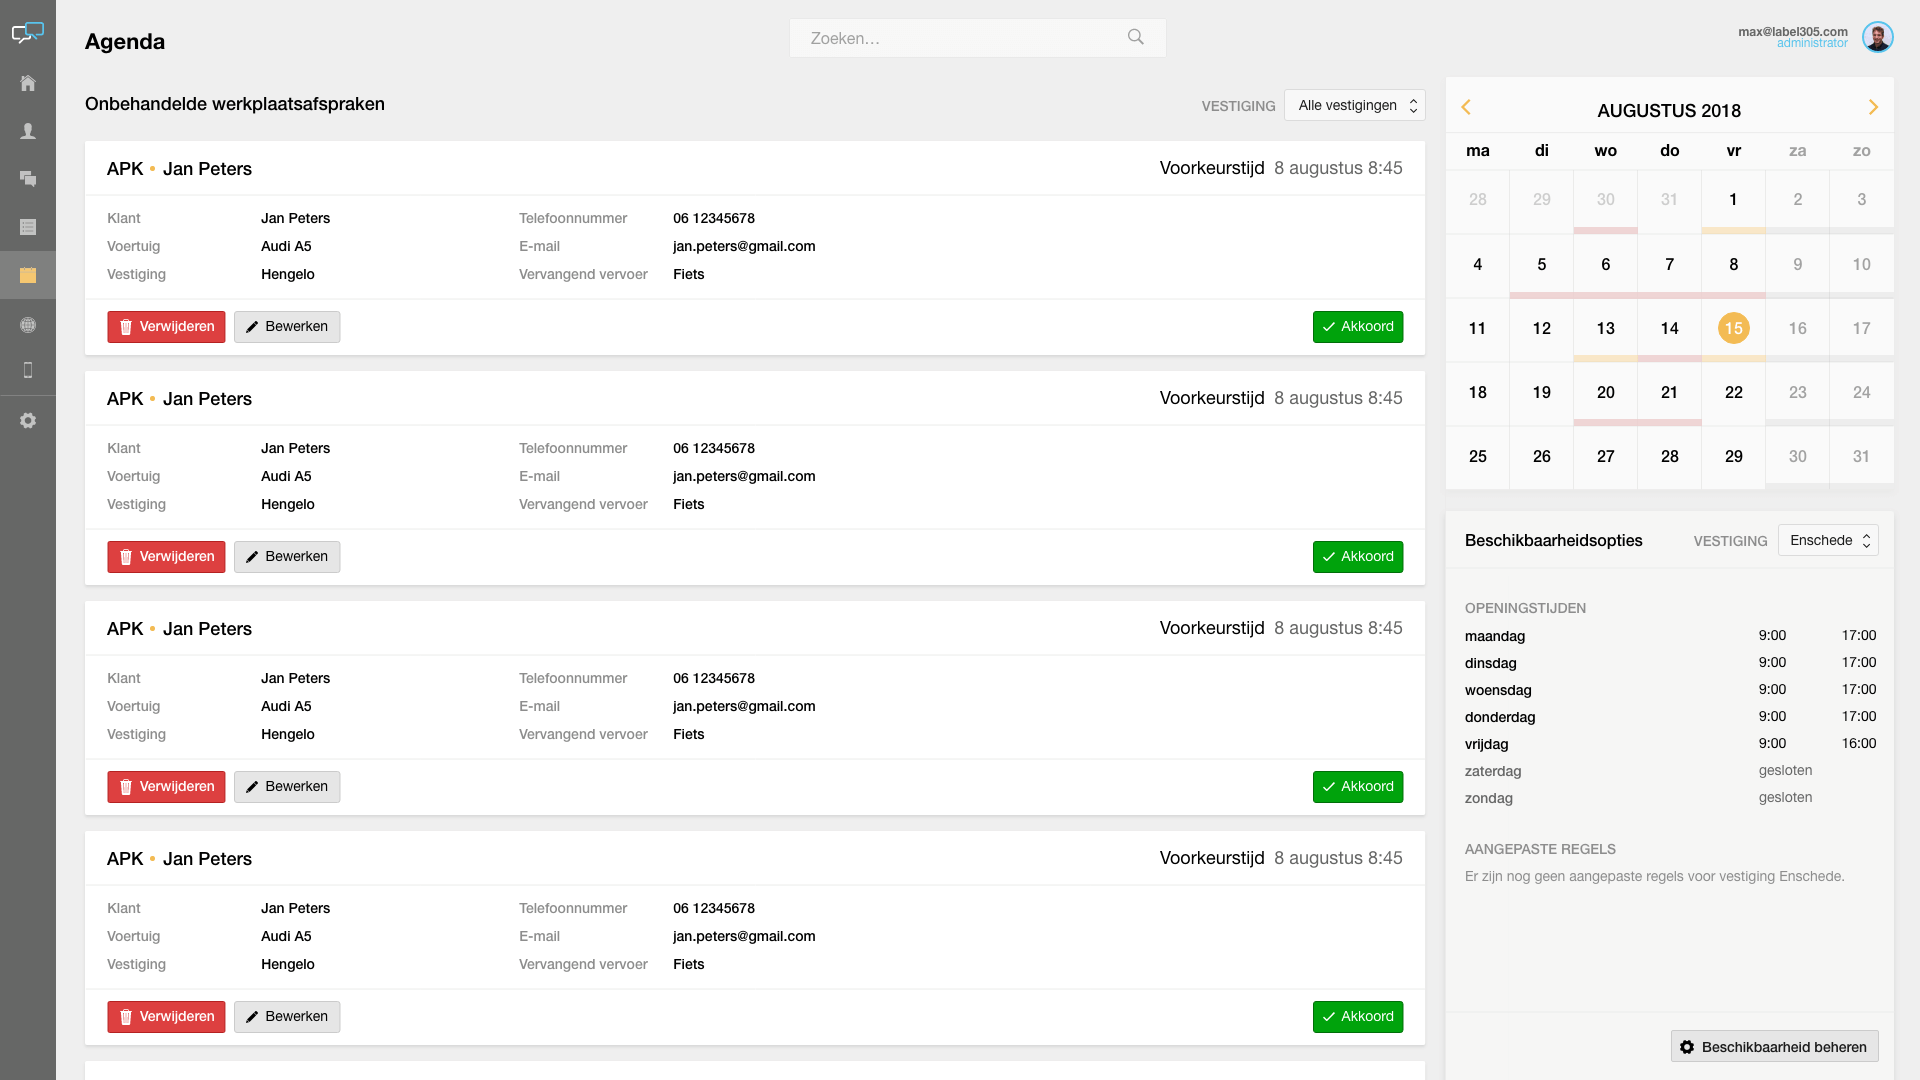 Agenda
Zoeken...
max@label305.com
administrator
Onbehandelde werkplaatsafspraken
VESTIGING Alle vestigingen
APK • Jan Peters Voorkeurstijd 8 augustus 8:45
Klant Jan Peters Telefoonnummer 06 12345678
Voertuig Audi A5 E-mail jan.peters@gmail.com
Vestiging Hengelo Vervangend vervoer Fiets
Verwijderen Bewerken Akkoord
APK • Jan Peters Voorkeurstijd 8 augustus 8:45
Klant Jan Peters Telefoonnummer 06 12345678
Voertuig Audi A5 E-mail jan.peters@gmail.com
Vestiging Hengelo Vervangend vervoer Fiets
Verwijderen Bewerken Akkoord
APK • Jan Peters Voorkeurstijd 8 augustus 8:45
Klant Jan Peters Telefoonnummer 06 12345678
Voertuig Audi A5 E-mail jan.peters@gmail.com
Vestiging Hengelo Vervangend vervoer Fiets
Verwijderen Bewerken Akkoord
APK • Jan Peters Voorkeurstijd 8 augustus 8:45
Klant Jan Peters Telefoonnummer 06 12345678
Voertuig Audi A5 E-mail jan.peters@gmail.com
Vestiging Hengelo Vervangend vervoer Fiets
Verwijderen Bewerken Akkoord
AUGUSTUS 2018
ma di wo do vr za zo
28 29 30 31 1 2 3
4 5 6 7 8 9 10
11 12 13 14 15 16 17
18 19 20 21 22 23 24
25 26 27 28 29 30 31
Beschikbaarheidsopties VESTIGING Enschede
OPENINGSTIJDEN
maandag 9:00 17:00
dinsdag 9:00 17:00
woensdag 9:00 17:00
donderdag 9:00 17:00
vrijdag 9:00 16:00
zaterdag gesloten
zondag gesloten
AANGEPASTE REGELS
Er zijn nog geen aangepaste regels voor vestiging Enschede.
Beschikbaarheid beheren